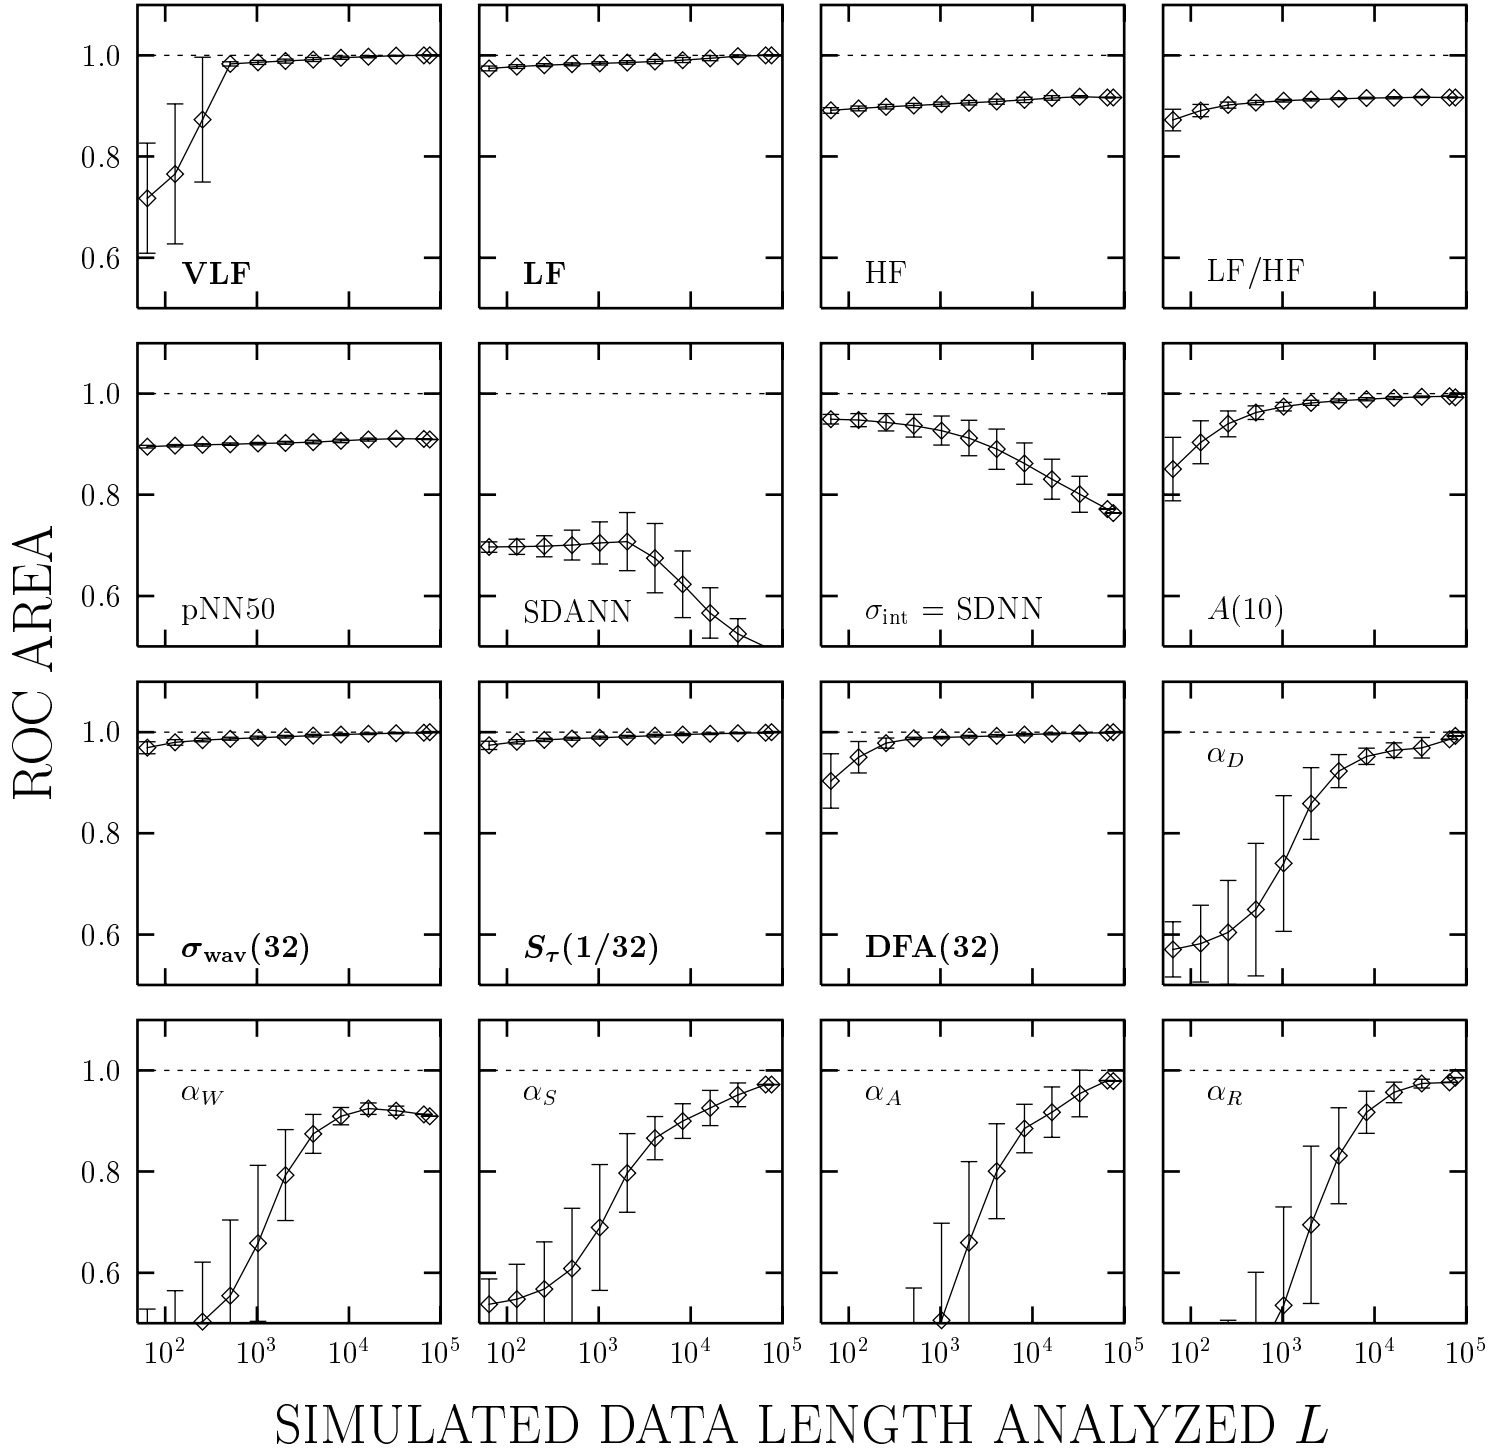 1.0
0.8
0.6
VLF
LF
HF
LF/HF
1.0
0.8
0.6
pNN50
SDANN
σint = SDNN
A(10)
1.0
0.8
0.6
σwav(32)
Sτ(1/32)
DFA(32)
αD
1.0
0.8
0.6
αW
αS
αA
αR
10² 10³ 10⁴ 10⁵
10² 10³ 10⁴ 10⁵
10² 10³ 10⁴ 10⁵
10² 10³ 10⁴ 10⁵
ROC AREA
SIMULATED DATA LENGTH ANALYZED L